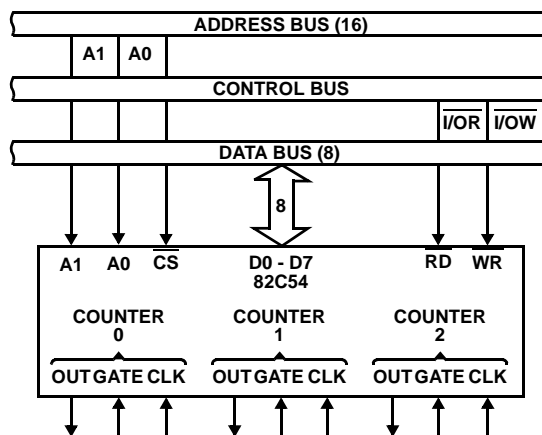 ADDRESS BUS (16)
A1 A0
CONTROL BUS
I/OR I/OW
DATA BUS (8)
8
A1 A0 CS D0 - D7 RD WR
82C54
COUNTER COUNTER COUNTER
0 1 2
OUT GATE CLK OUT GATE CLK OUT GATE CLK